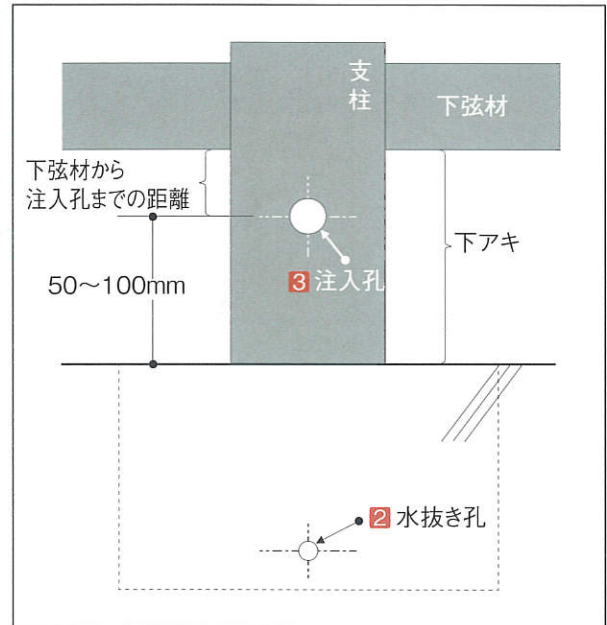 支柱
下弦材
下弦材から
注入孔までの距離
下アキ
50〜100mm
3 注入孔
2 水抜き孔